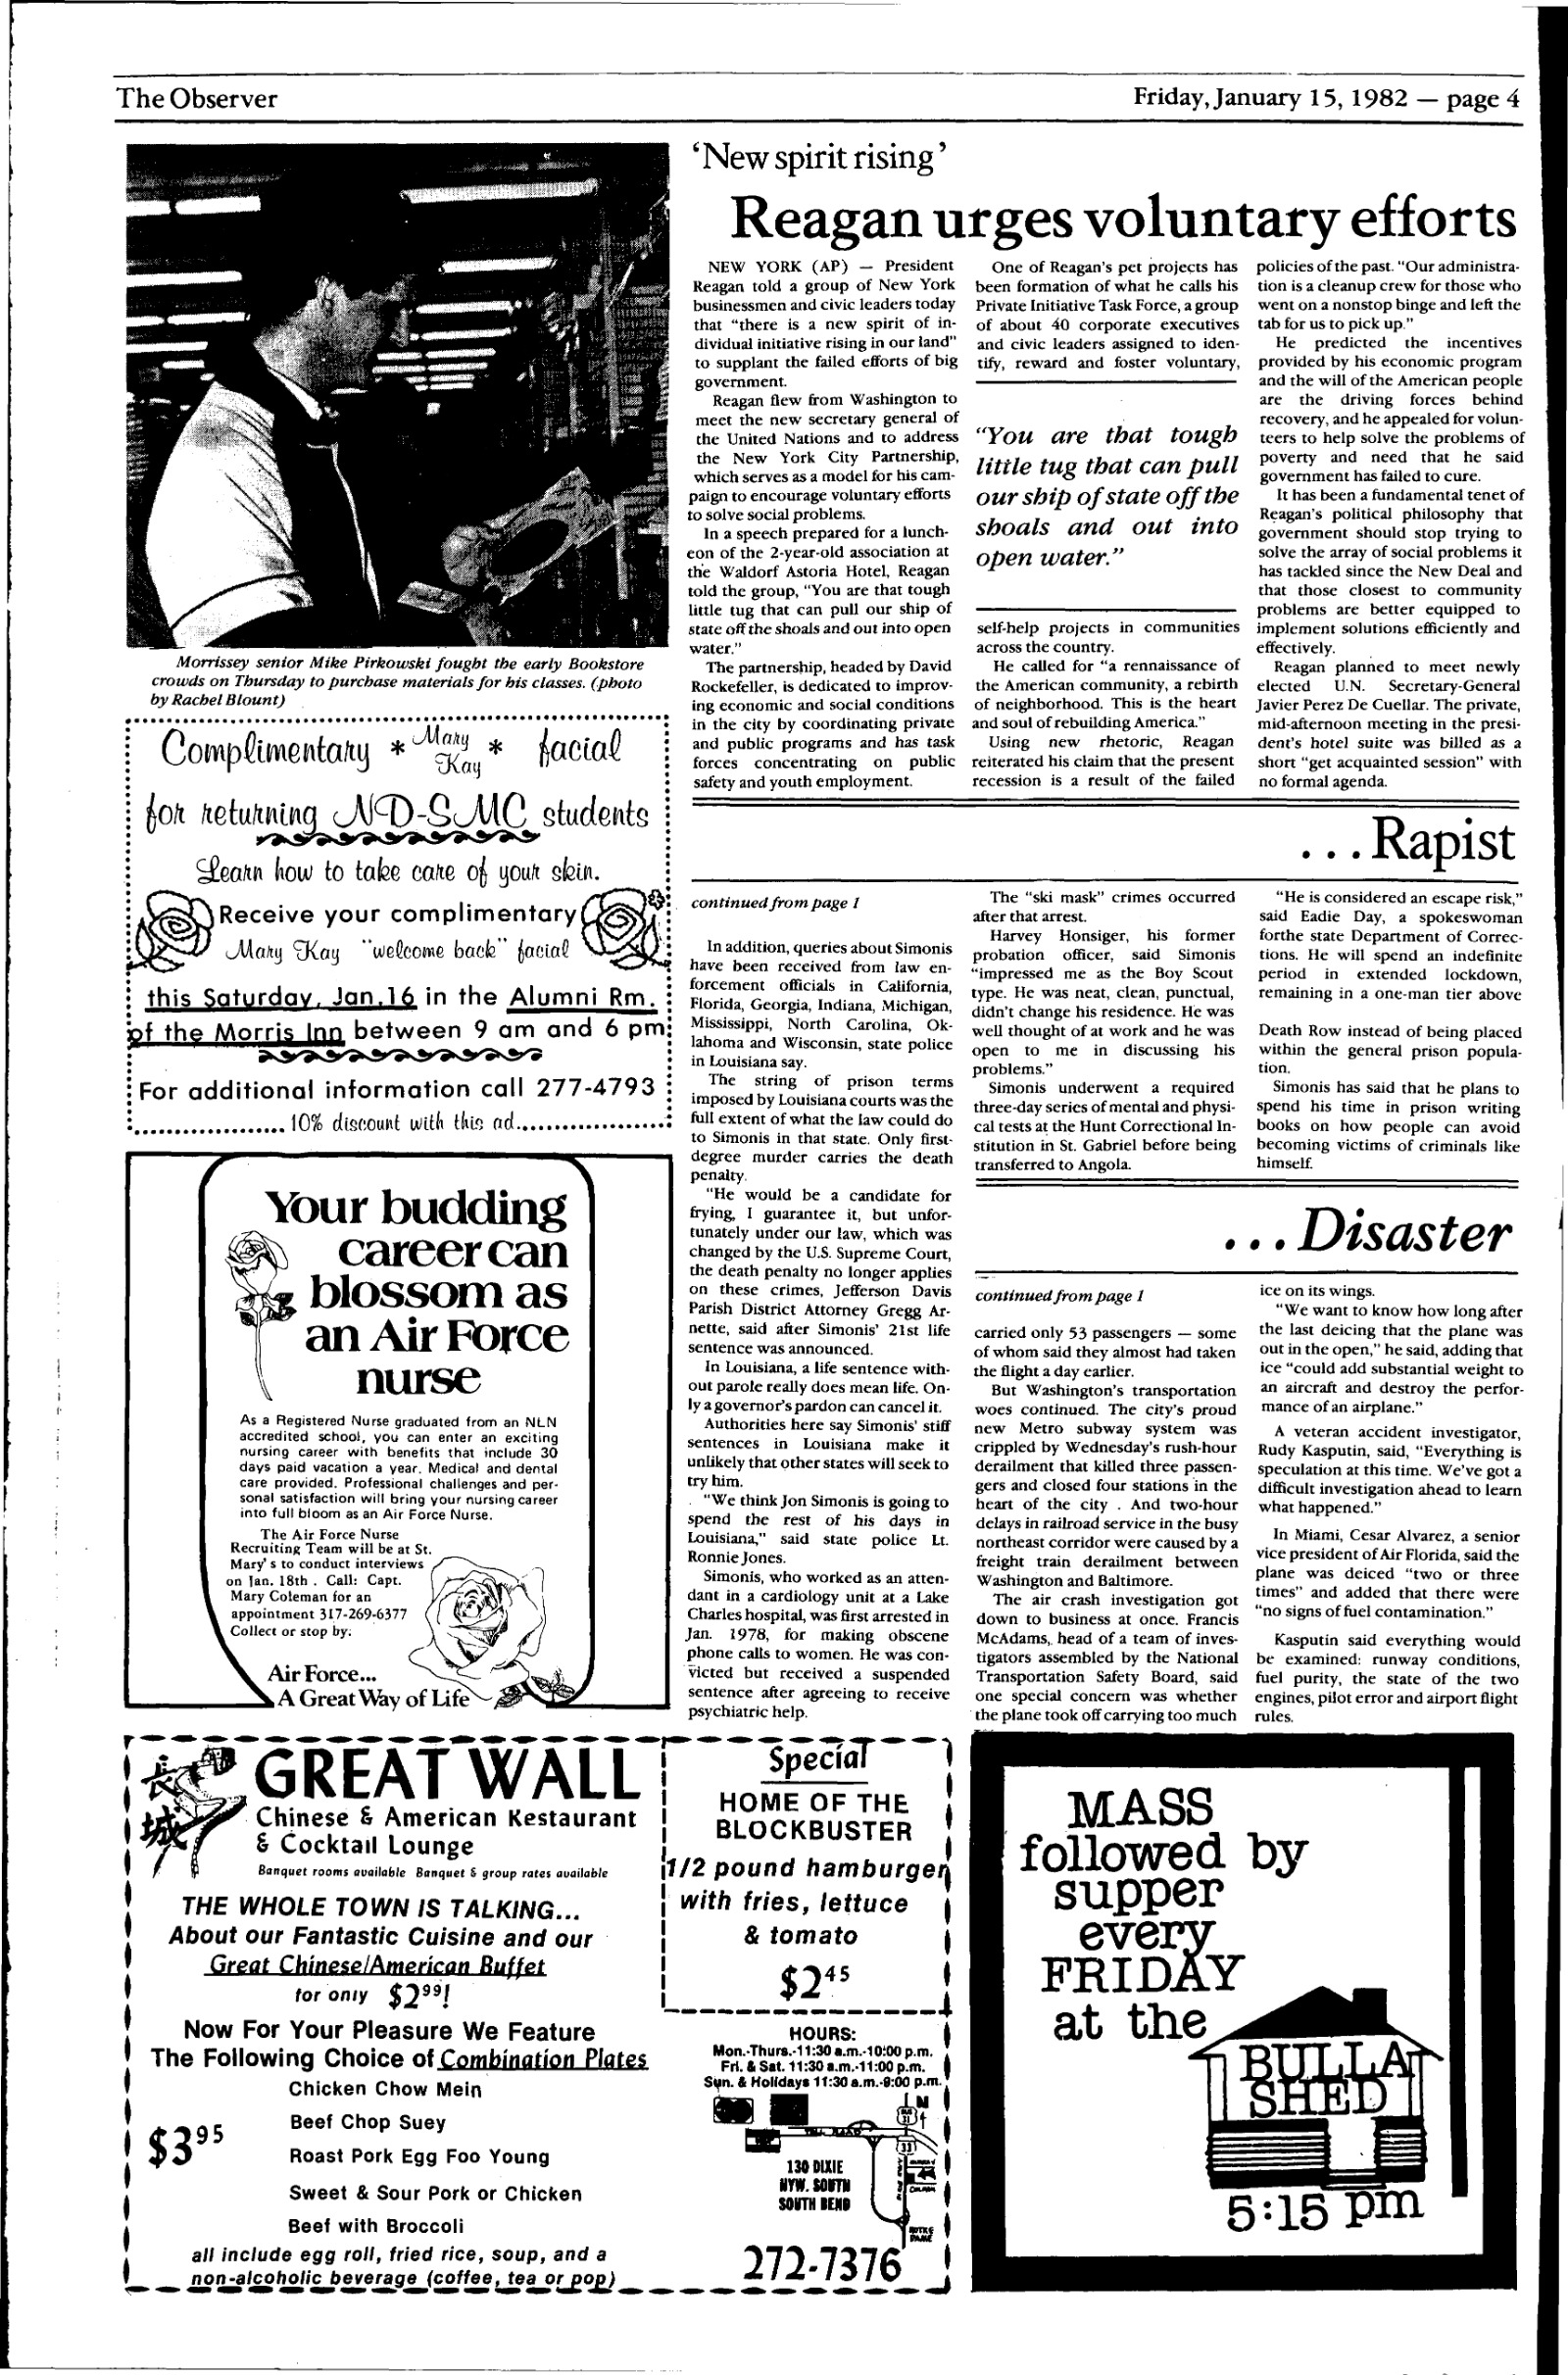 The Observer
Friday, January 15, 1982 — page 4
Morrissey senior Mike Pirkowski fought the early Bookstore
crowds on Thursday to purchase materials for his classes. (photo
by Rachel Blount)
Complimentary * Mary Kay * facial
for returning ND-SMC students
Learn how to take care of your skin.
Receive your complimentary
Mary Kay "welcome back" facial
this Saturday, Jan.16 in the Alumni Rm.
of the Morris Inn between 9 am and 6 pm
For additional information call 277-4793
10% discount with this ad
Your budding
career can
blossom as
an Air Force
nurse
As a Registered Nurse graduated from an NLN
accredited school, you can enter an exciting
nursing career with benefits that include 30
days paid vacation a year. Medical and dental
care provided. Professional challenges and per-
sonal satisfaction will bring your nursing career
into full bloom as an Air Force Nurse.
The Air Force Nurse
Recruiting Team will be at St.
Mary's to conduct interviews
on Jan. 18th . Call: Capt.
Mary Coleman for an
appointment 317-269-6377
Collect or stop by:
Air Force...
A Great Way of Life
'New spirit rising'
Reagan urges voluntary efforts
NEW YORK (AP) — President
Reagan told a group of New York
businessmen and civic leaders today
that "there is a new spirit of in-
dividual initiative rising in our land"
to supplant the failed efforts of big
government.
Reagan flew from Washington to
meet the new secretary general of
the United Nations and to address
the New York City Partnership,
which serves as a model for his cam-
paign to encourage voluntary efforts
to solve social problems.
In a speech prepared for a lunch-
eon of the 2-year-old association at
the Waldorf Astoria Hotel, Reagan
told the group, "You are that tough
little tug that can pull our ship of
state off the shoals and out into open
water."
The partnership, headed by David
Rockefeller, is dedicated to improv-
ing economic and social conditions
in the city by coordinating private
and public programs and has task
forces concentrating on public
safety and youth employment.
One of Reagan's pet projects has
been formation of what he calls his
Private Initiative Task Force, a group
of about 40 corporate executives
and civic leaders assigned to iden-
tify, reward and foster voluntary,
"You are that tough
little tug that can pull
our ship of state off the
shoals and out into
open water."
self-help projects in communities
across the country.
He called for "a rennaissance of
the American community, a rebirth
of neighborhood. This is the heart
and soul of rebuilding America."
Using new rhetoric, Reagan
reiterated his claim that the present
recession is a result of the failed
policies of the past. "Our administra-
tion is a cleanup crew for those who
went on a nonstop binge and left the
tab for us to pick up."
He predicted the incentives
provided by his economic program
and the will of the American people
are the driving forces behind
recovery, and he appealed for volun-
teers to help solve the problems of
poverty and need that he said
government has failed to cure.
It has been a fundamental tenet of
Reagan's political philosophy that
government should stop trying to
solve the array of social problems it
has tackled since the New Deal and
that those closest to community
problems are better equipped to
implement solutions efficiently and
effectively.
Reagan planned to meet newly
elected U.N. Secretary-General
Javier Perez De Cuellar. The private,
mid-afternoon meeting in the presi-
dent's hotel suite was billed as a
short "get acquainted session" with
no formal agenda.
. . . Rapist
continued from page 1
In addition, queries about Simonis
have been received from law en-
forcement officials in California,
Florida, Georgia, Indiana, Michigan,
Mississippi, North Carolina, Ok-
lahoma and Wisconsin, state police
in Louisiana say.
The string of prison terms
imposed by Louisiana courts was the
full extent of what the law could do
to Simonis in that state. Only first-
degree murder carries the death
penalty.
"He would be a candidate for
frying, I guarantee it, but unfor-
tunately under our law, which was
changed by the U.S. Supreme Court,
the death penalty no longer applies
on these crimes, Jefferson Davis
Parish District Attorney Gregg Ar-
nette, said after Simonis' 21st life
sentence was announced.
In Louisiana, a life sentence with-
out parole really does mean life. On-
ly a governor's pardon can cancel it.
Authorities here say Simonis' stiff
sentences in Louisiana make it
unlikely that other states will seek to
try him.
"We think Jon Simonis is going to
spend the rest of his days in
Louisiana," said state police Lt.
Ronnie Jones.
Simonis, who worked as an atten-
dant in a cardiology unit at a Lake
Charles hospital, was first arrested in
Jan. 1978, for making obscene
phone calls to women. He was con-
victed but received a suspended
sentence after agreeing to receive
psychiatric help.
The "ski mask" crimes occurred
after that arrest.
Harvey Honsiger, his former
probation officer, said Simonis
"impressed me as the Boy Scout
type. He was neat, clean, punctual,
didn't change his residence. He was
well thought of at work and he was
open to me in discussing his
problems."
Simonis underwent a required
three-day series of mental and physi-
cal tests at the Hunt Correctional In-
stitution in St. Gabriel before being
transferred to Angola.
"He is considered an escape risk,"
said Eadie Day, a spokeswoman
forthe state Department of Correc-
tions. He will spend an indefinite
period in extended lockdown,
remaining in a one-man tier above
Death Row instead of being placed
within the general prison popula-
tion.
Simonis has said that he plans to
spend his time in prison writing
books on how people can avoid
becoming victims of criminals like
himself.
. . . Disaster
continued from page 1
carried only 53 passengers — some
of whom said they almost had taken
the flight a day earlier.
But Washington's transportation
woes continued. The city's proud
new Metro subway system was
crippled by Wednesday's rush-hour
derailment that killed three passen-
gers and closed four stations in the
heart of the city . And two-hour
delays in railroad service in the busy
northeast corridor were caused by a
freight train derailment between
Washington and Baltimore.
The air crash investigation got
down to business at once. Francis
McAdams, head of a team of inves-
tigators assembled by the National
Transportation Safety Board, said
one special concern was whether
the plane took off carrying too much
ice on its wings.
"We want to know how long after
the last deicing that the plane was
out in the open," he said, adding that
ice "could add substantial weight to
an aircraft and destroy the perfor-
mance of an airplane."
A veteran accident investigator,
Rudy Kasputin, said, "Everything is
speculation at this time. We've got a
difficult investigation ahead to learn
what happened."
In Miami, Cesar Alvarez, a senior
vice president of Air Florida, said the
plane was deiced "two or three
times" and added that there were
"no signs of fuel contamination."
Kasputin said everything would
be examined: runway conditions,
fuel purity, the state of the two
engines, pilot error and airport flight
rules.
長城
GREAT WALL
Chinese & American Restaurant
& Cocktail Lounge
Banquet rooms available Banquet & group rates available
THE WHOLE TOWN IS TALKING...
About our Fantastic Cuisine and our
Great Chinese/American Buffet
for only $2.99!
Now For Your Pleasure We Feature
The Following Choice of Combination Plates
Chicken Chow Mein
Beef Chop Suey
$3.95
Roast Pork Egg Foo Young
Sweet & Sour Pork or Chicken
Beef with Broccoli
all include egg roll, fried rice, soup, and a
non-alcoholic beverage (coffee, tea or pop)
Special
HOME OF THE
BLOCKBUSTER
1/2 pound hamburger
with fries, lettuce
& tomato
$2.45
HOURS:
Mon.-Thurs.-11:30 a.m.-10:00 p.m.
Fri. & Sat. 11:30 a.m.-11:00 p.m.
Sun. & Holidays 11:30 a.m.-9:00 p.m.
N
31
TOLL ROAD
33
130 DIXIE
HYW. SOUTH
SOUTH BEND
NOTRE
DAME
272-7376
MASS
followed by
supper
every
FRIDAY
at the
BULLA
SHED
5:15 pm